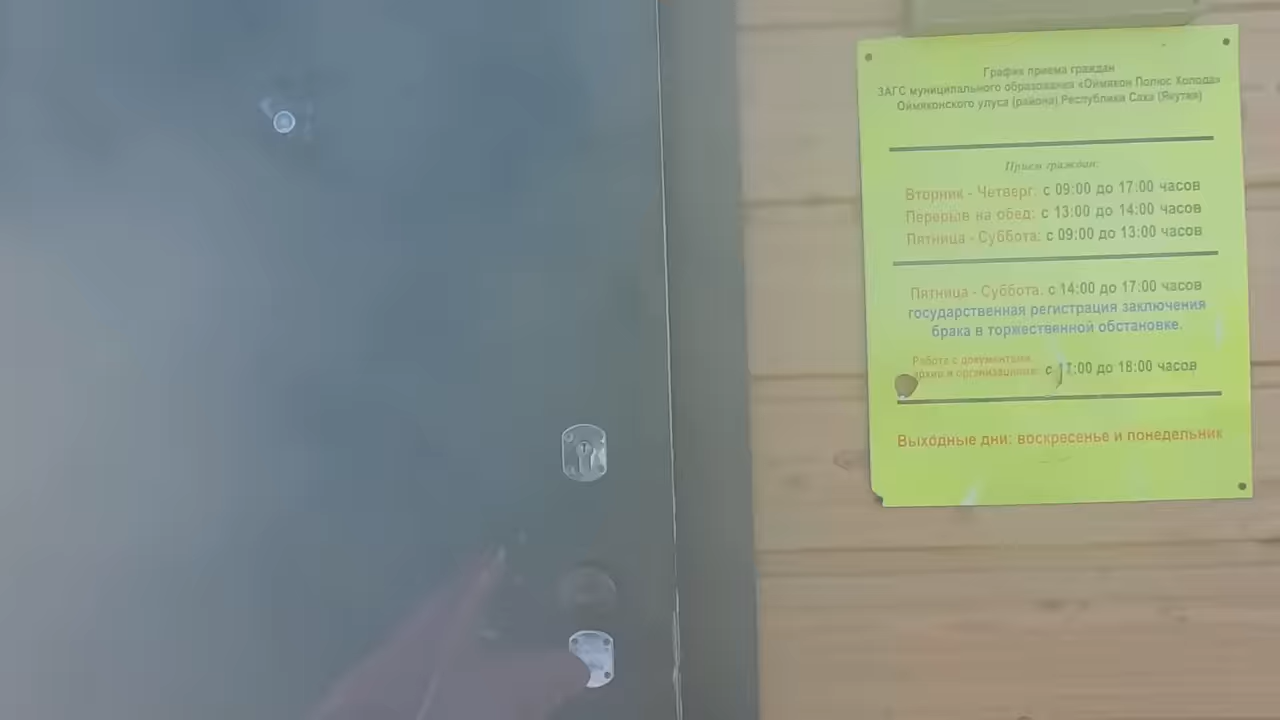 График приема граждан
ЗАГС муниципального образования «Оймякон Полюс Холода»
Оймяконского улуса (района) Республики Саха (Якутия)
Прием граждан:
Вторник - Четверг: с 09:00 до 17:00 часов
Перерыв на обед: с 13:00 до 14:00 часов
Пятница - Суббота: с 09:00 до 13:00 часов
Пятница - Суббота: с 14:00 до 17:00 часов
государственная регистрация заключения
брака в торжественной обстановке.
Работа с документами,
с 17:00 до 18:00 часов
Выходные дни: воскресенье и понедельник